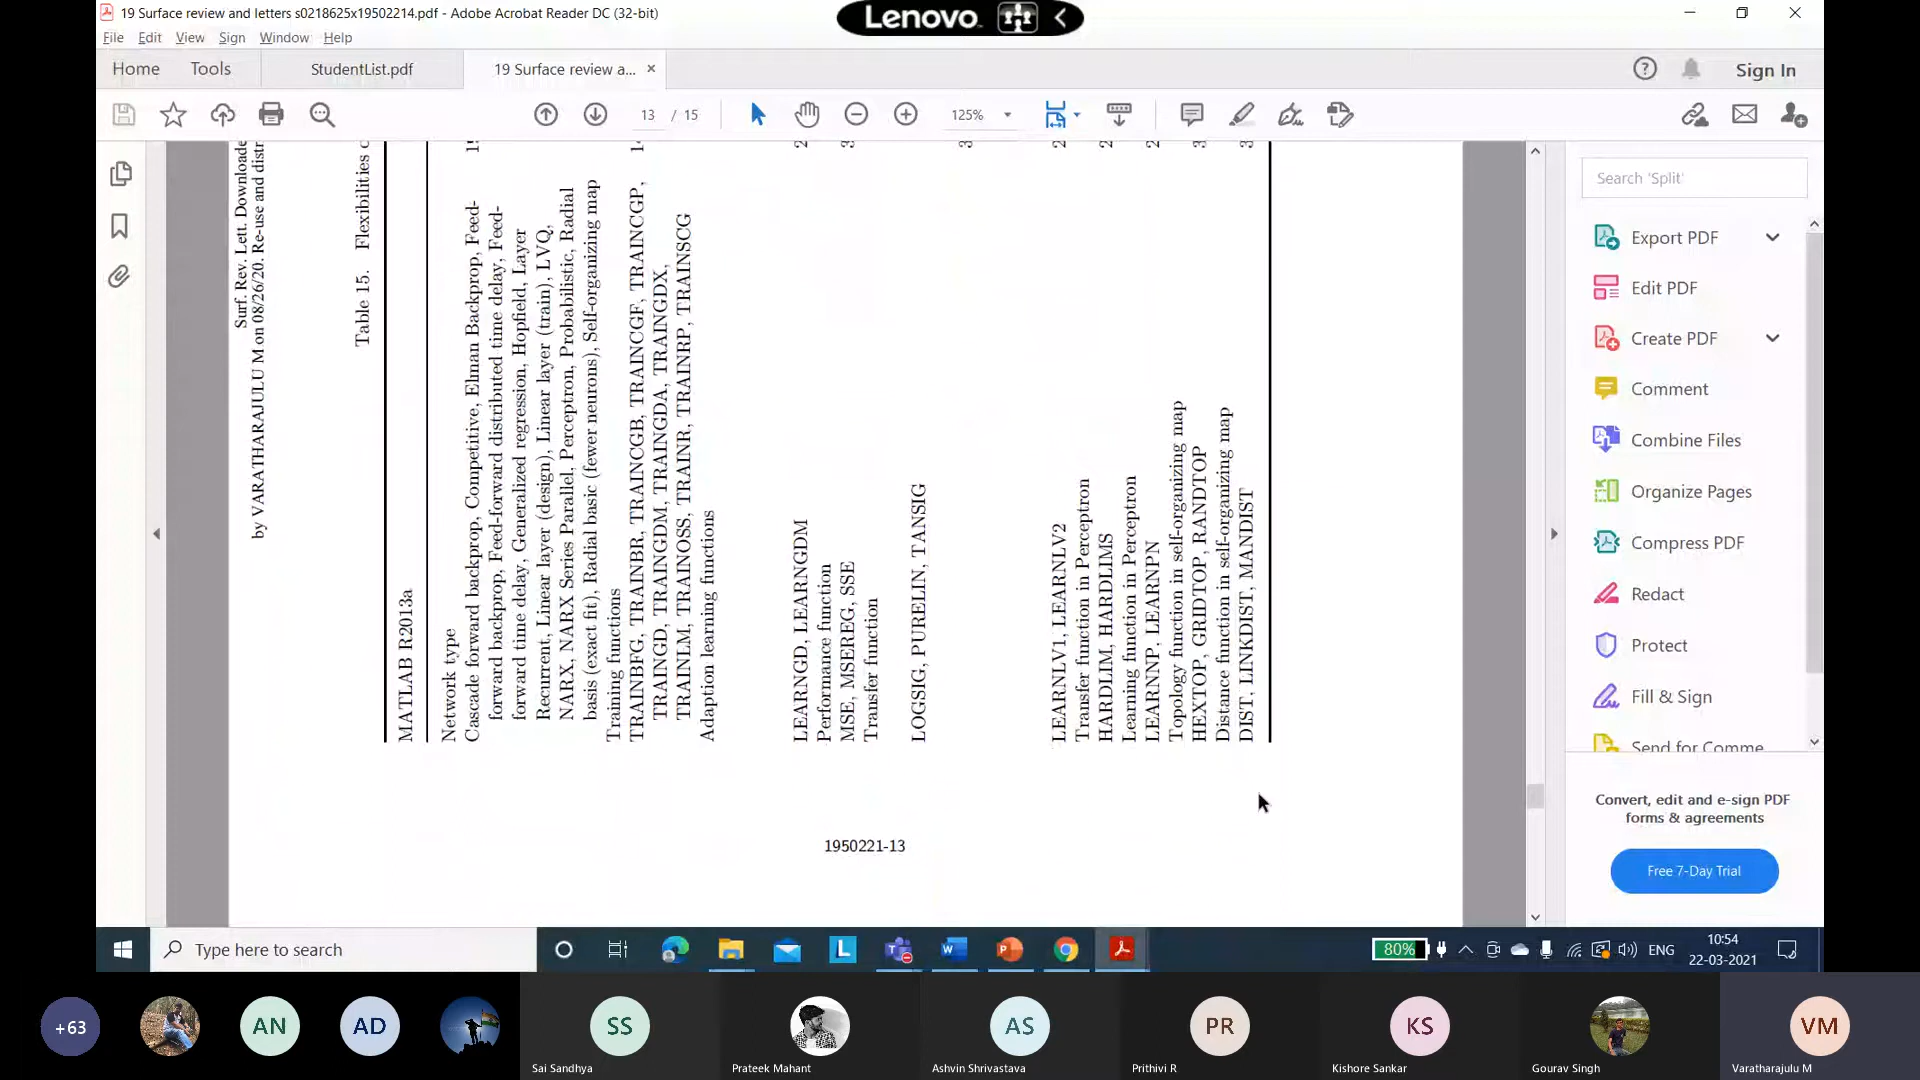 19 Surface review and letters s0218625x19502214.pdf - Adobe Acrobat Reader DC (32-bit)
Lenovo
File Edit View Sign Window Help
Home Tools StudentList.pdf 19 Surface review a... ×
Sign In
13 / 15
125%
Surf. Rev. Lett. Downloade
by VARATHARAJULU M on 08/26/20. Re-use and distr
Table 15. Flexibilities
MATLAB R2013a
Network type
Cascade forward backprop, Competitive, Elman Backprop, Feed-
forward backprop, Feed-forward distributed time delay, Feed-
forward time delay, Generalized regression, Hopfield, Layer
Recurrent, Linear layer (design), Linear layer (train), LVQ,
NARX, NARX Series Parallel, Perceptron, Probabilistic, Radial
basis (exact fit), Radial basis (fewer neurons), Self-organizing map
Training functions
TRAINBFG, TRAINBR, TRAINCGB, TRAINCGF, TRAINCGP,
TRAINGD, TRAINGDM, TRAINGDA, TRAINGDX,
TRAINLM, TRAINOSS, TRAINR, TRAINRP, TRAINSCG
Adaption learning functions
LEARNGD, LEARNGDM
2
Performance function
MSE, MSEREG, SSE
3
Transfer function
LOGSIG, PURELIN, TANSIG
3
LEARNLV1, LEARNLV2
2
Transfer function in Perceptron
HARDLIM, HARDLIMS
2
Learning function in Perceptron
LEARNNP, LEARNPN
2
Topology function in self-organizing map
HEXTOP, GRIDTOP, RANDTOP
3
Distance function in self-organizing map
DIST, LINKDIST, MANDIST
3
1950221-13
Search 'Split'
Export PDF
Edit PDF
Create PDF
Comment
Combine Files
Organize Pages
Compress PDF
Redact
Protect
Fill & Sign
Send for Comme
Convert, edit and e-sign PDF
forms & agreements
Free 7-Day Trial
Type here to search
80%
ENG
10:54
22-03-2021
+63
AN
AD
SS
AS
PR
KS
VM
Sai Sandhya
Prateek Mahant
Ashvin Shrivastava
Prithivi R
Kishore Sankar
Gourav Singh
Varatharajulu M